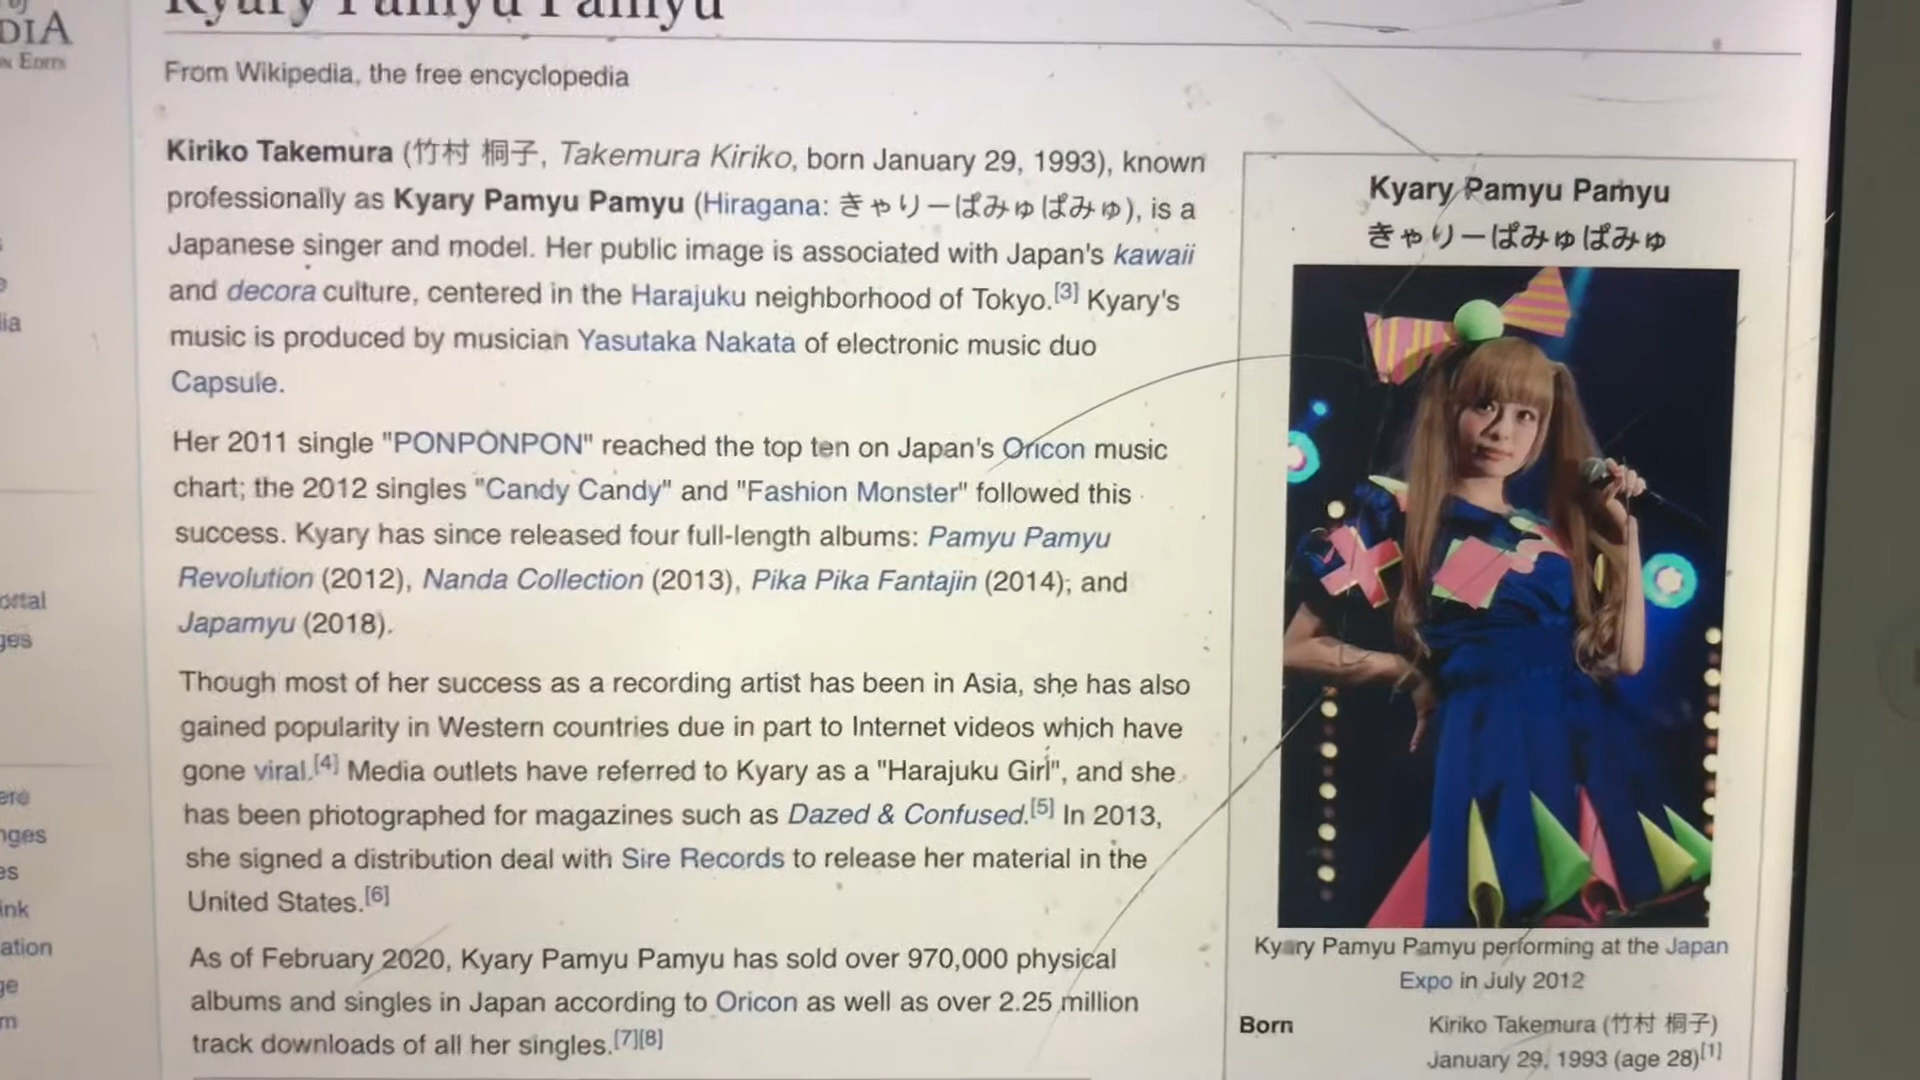 DIA
Kyary Pamyu Pamyu
From Wikipedia, the free encyclopedia
Kiriko Takemura (竹村 桐子, Takemura Kiriko, born January 29, 1993), known
professionally as Kyary Pamyu Pamyu (Hiragana: きゃりーぱみゅぱみゅ), is a
Japanese singer and model. Her public image is associated with Japan's kawaii
and decora culture, centered in the Harajuku neighborhood of Tokyo.[3] Kyary's
music is produced by musician Yasutaka Nakata of electronic music duo
Capsule.
Her 2011 single "PONPONPON" reached the top ten on Japan's Oricon music
chart; the 2012 singles "Candy Candy" and "Fashion Monster" followed this
success. Kyary has since released four full-length albums: Pamyu Pamyu
Revolution (2012), Nanda Collection (2013), Pika Pika Fantajin (2014); and
Japamyu (2018).
Though most of her success as a recording artist has been in Asia, she has also
gained popularity in Western countries due in part to Internet videos which have
gone viral.[4] Media outlets have referred to Kyary as a "Harajuku Girl", and she
has been photographed for magazines such as Dazed & Confused.[5] In 2013,
she signed a distribution deal with Sire Records to release her material in the
United States.[6]
As of February 2020, Kyary Pamyu Pamyu has sold over 970,000 physical
albums and singles in Japan according to Oricon as well as over 2.25 million
track downloads of all her singles.[7][8]
Kyary Pamyu Pamyu
きゃりーぱみゅぱみゅ
Kyary Pamyu Pamyu performing at the Japan
Expo in July 2012
Born Kiriko Takemura (竹村 桐子)
January 29, 1993 (age 28)[1]